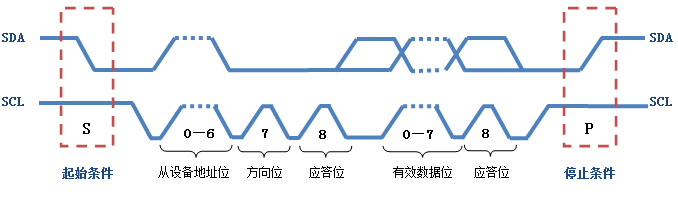 SDA SDA
SCL SCL
S 0—6 7 8 0—7 8 P
起始条件 从设备地址位 方向位 应答位 有效数据位 应答位 停止条件